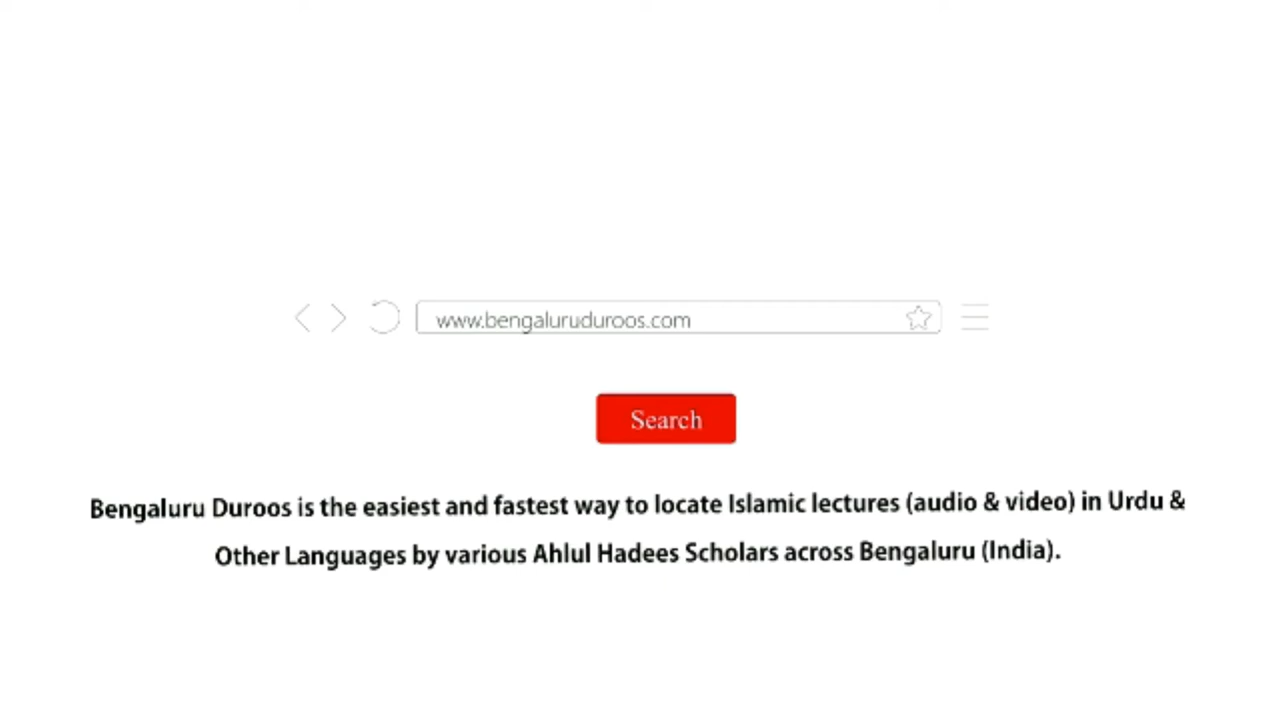 www.bengaluruduroos.com
Search
Bengaluru Duroos is the easiest and fastest way to locate Islamic lectures (audio & video) in Urdu &
Other Languages by various Ahlul Hadees Scholars across Bengaluru (India).